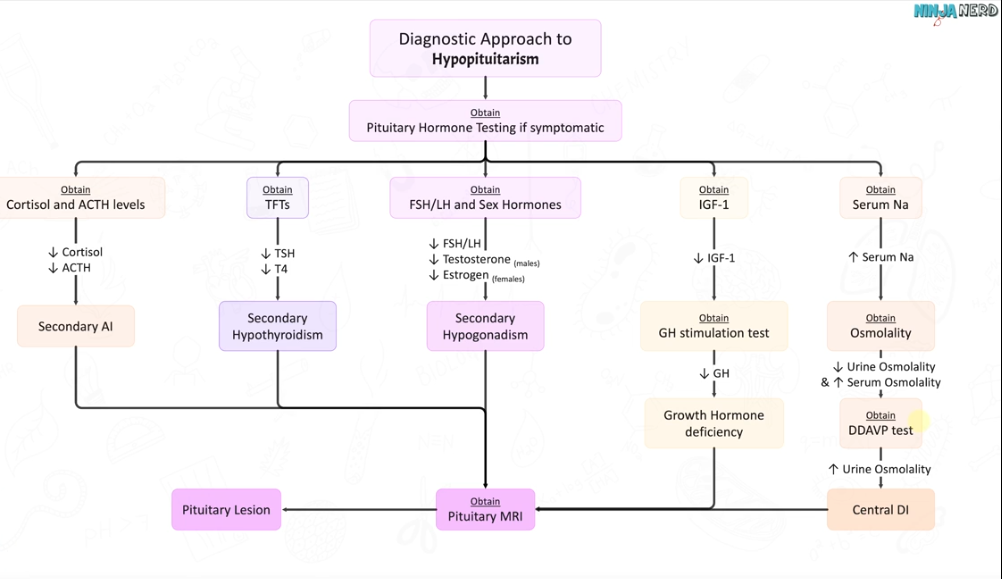 NINJA NERD
Diagnostic Approach to
Hypopituitarism
Obtain
Pituitary Hormone Testing if symptomatic
Obtain
Cortisol and ACTH levels
Obtain
TFTs
Obtain
FSH/LH and Sex Hormones
Obtain
IGF-1
Obtain
Serum Na
↓ Cortisol
↓ ACTH
↓ TSH
↓ T4
↓ FSH/LH
↓ Testosterone (males)
↓ Estrogen (females)
↓ IGF-1
↑ Serum Na
Secondary AI
Secondary
Hypothyroidism
Secondary
Hypogonadism
Obtain
GH stimulation test
Obtain
Osmolality
↓ GH
↓ Urine Osmolality
& ↑ Serum Osmolality
Growth Hormone
deficiency
Obtain
DDAVP test
↑ Urine Osmolality
Pituitary Lesion
Obtain
Pituitary MRI
Central DI